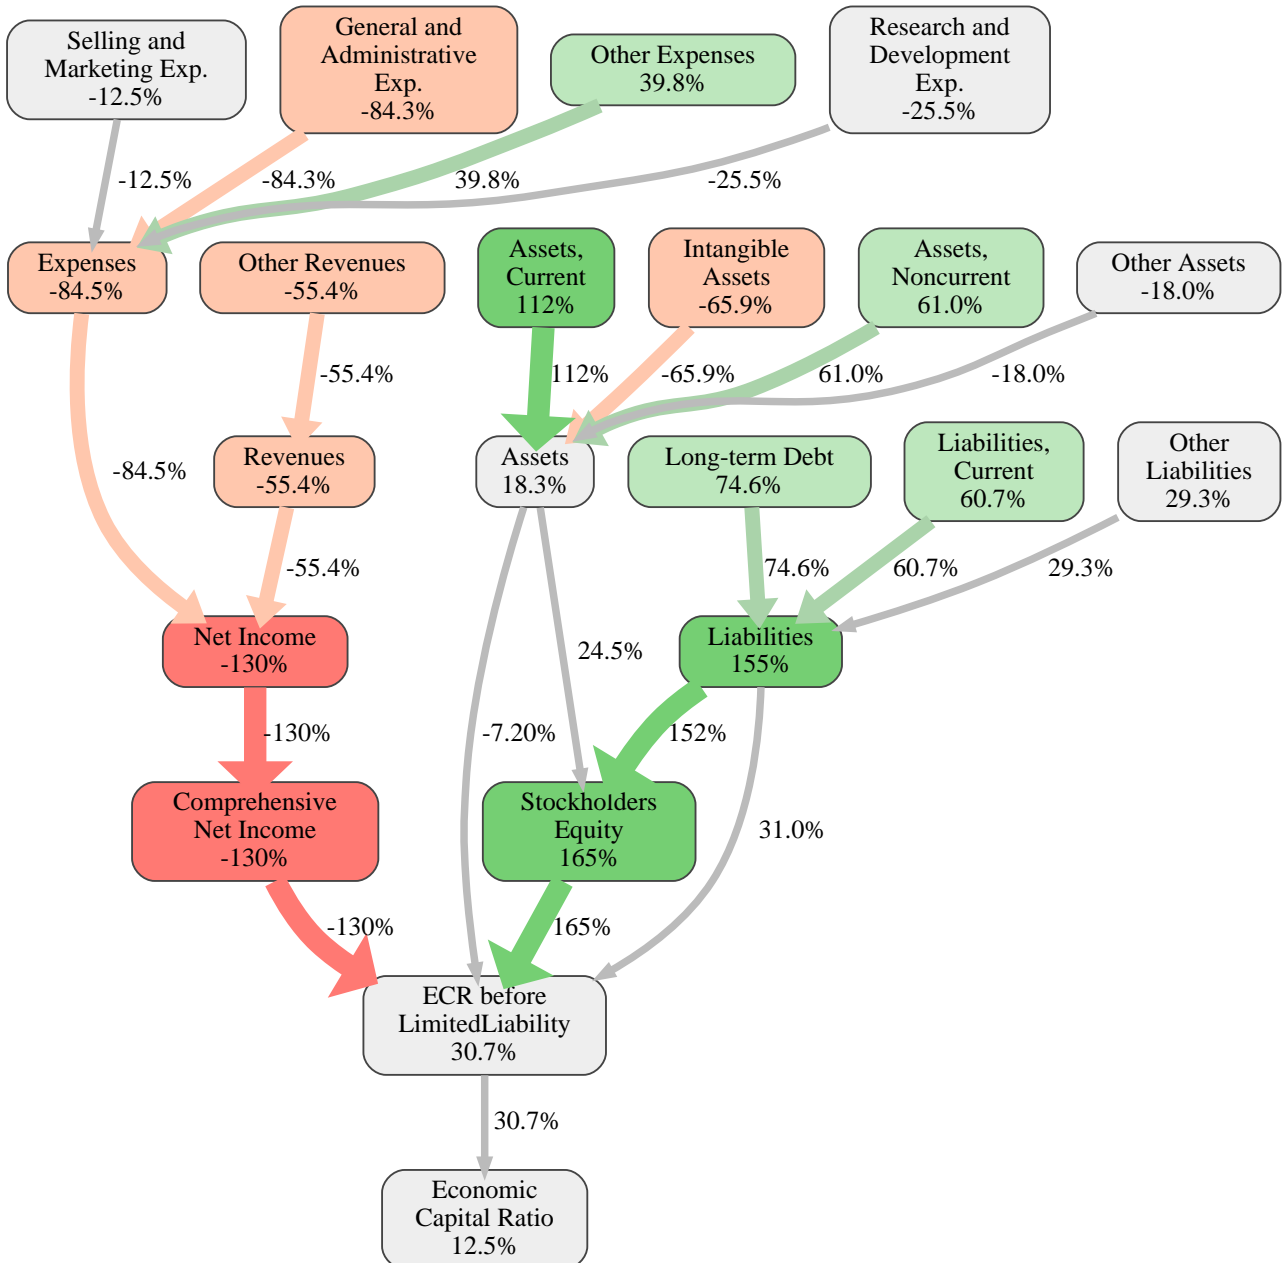 Selling and
Marketing Exp.
-12.5%
General and
Administrative
Exp.
-84.3%
Other Expenses
39.8%
Research and
Development
Exp.
-25.5%
-12.5%
-84.3%
39.8%
-25.5%
Expenses
-84.5%
Other Revenues
-55.4%
Assets,
Current
112%
Intangible
Assets
-65.9%
Assets,
Noncurrent
61.0%
Other Assets
-18.0%
-55.4%
112%
-65.9%
61.0%
-18.0%
-84.5%
Revenues
-55.4%
Assets
18.3%
Long-term Debt
74.6%
Liabilities,
Current
60.7%
Other
Liabilities
29.3%
-55.4%
74.6%
60.7%
29.3%
Net Income
-130%
24.5%
Liabilities
155%
-130%
-7.20%
152%
Comprehensive
Net Income
-130%
Stockholders
Equity
165%
31.0%
-130%
165%
ECR before
LimitedLiability
30.7%
30.7%
Economic
Capital Ratio
12.5%